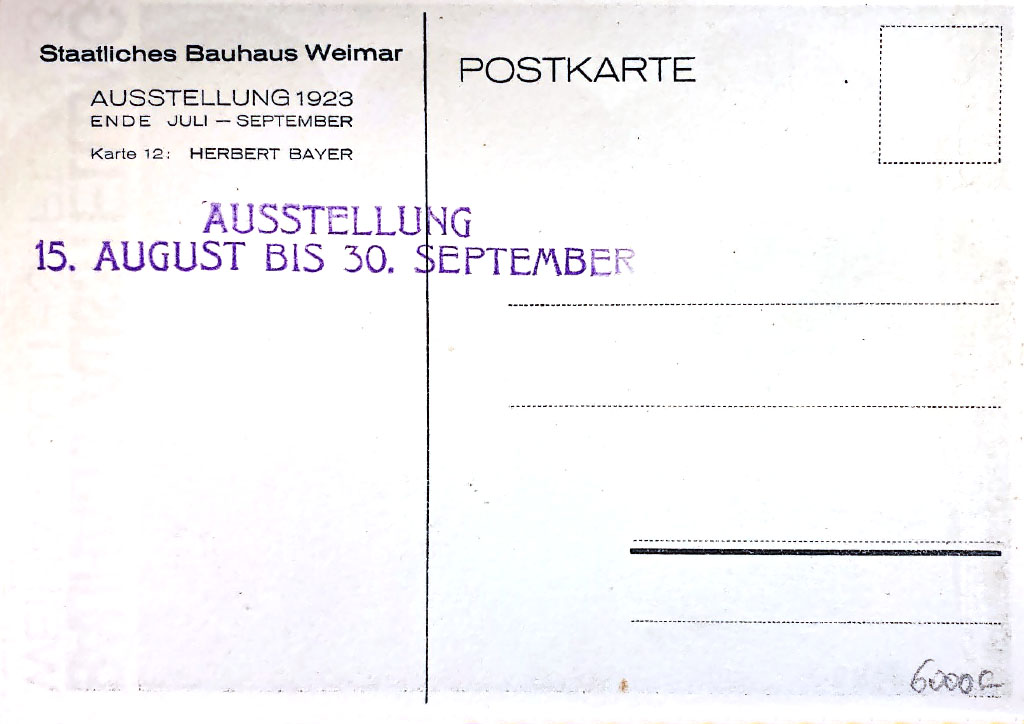 Staatliches Bauhaus Weimar
AUSSTELLUNG 1923
ENDE JULI – SEPTEMBER
Karte 12: HERBERT BAYER
POSTKARTE
AUSSTELLUNG
15. AUGUST BIS 30. SEPTEMBER